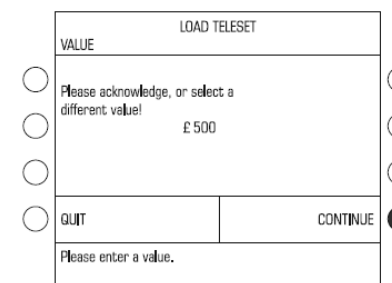 LOAD TELESET
VALUE
Please acknowledge, or select a
different value!
£ 500
QUIT
CONTINUE
Please enter a value.